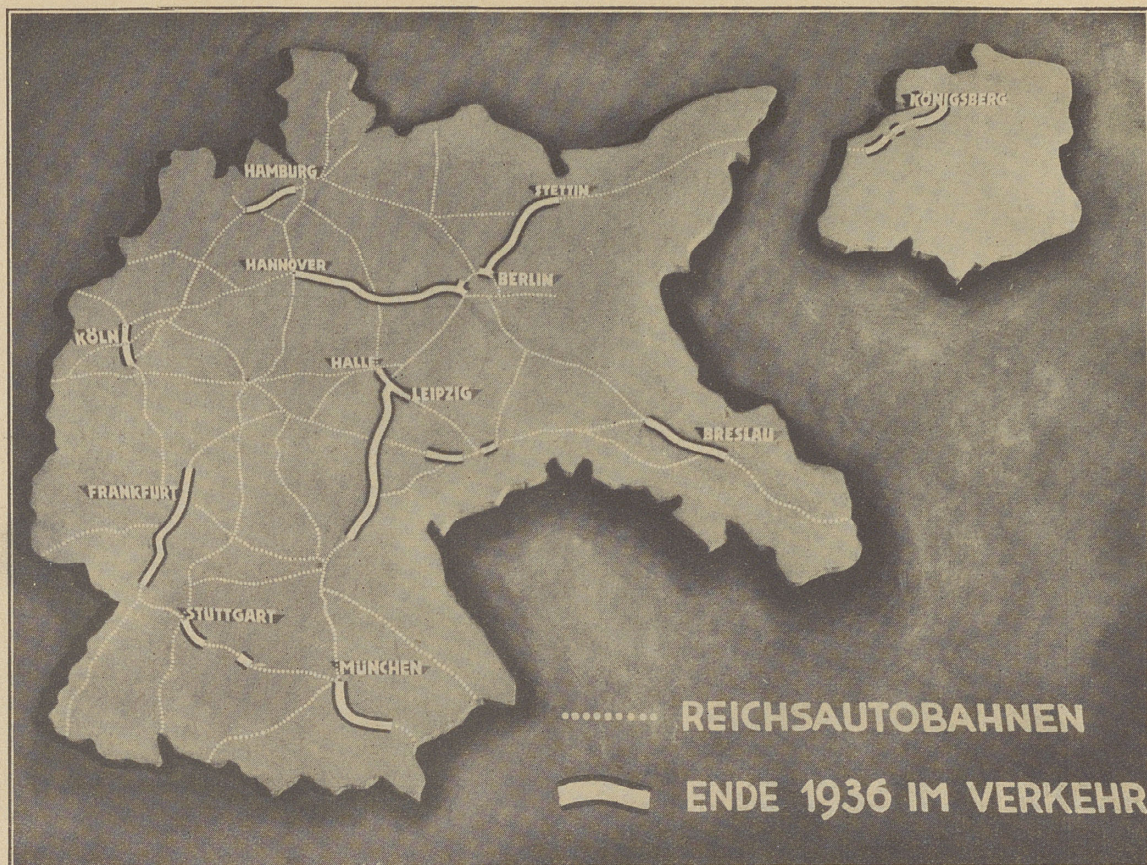 KÖNIGSBERG
HAMBURG
STETTIN
HANNOVER
BERLIN
KÖLN
HALLE
LEIPZIG
BRESLAU
FRANKFURT
STUTTGART
MÜNCHEN
REICHSAUTOBAHNEN
ENDE 1936 IM VERKEHR